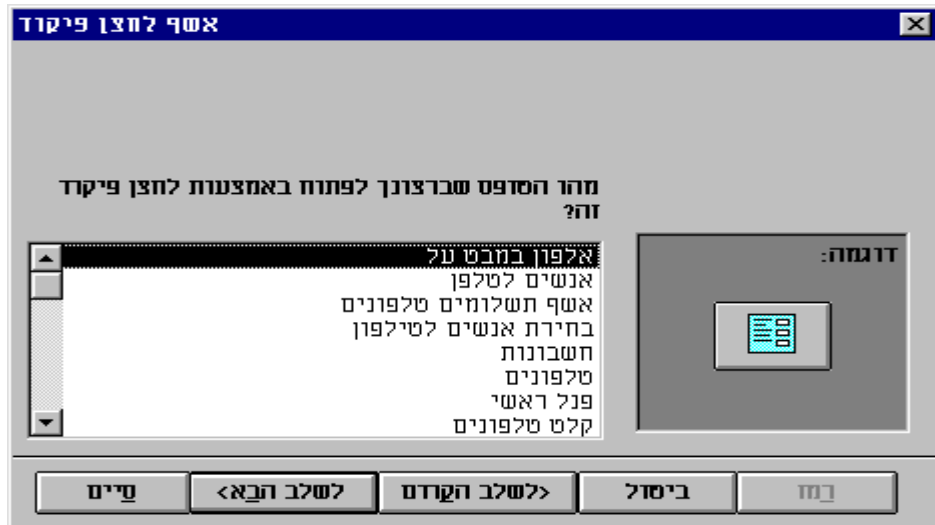 אשף לחצן פיקוד
מהו הטופס שברצונך לפתוח באמצעות לחצן פיקוד
זה?
דוגמה:
אלפון במבט על
אנשים לטלפן
אשף תשלומים טלפונים
בחירת אנשים לטילפון
חשבונות
טלפונים
פנל ראשי
קלט טלפונים
רמז
ביטול
<לשלב הקודם
לשלב הבא>
סיים